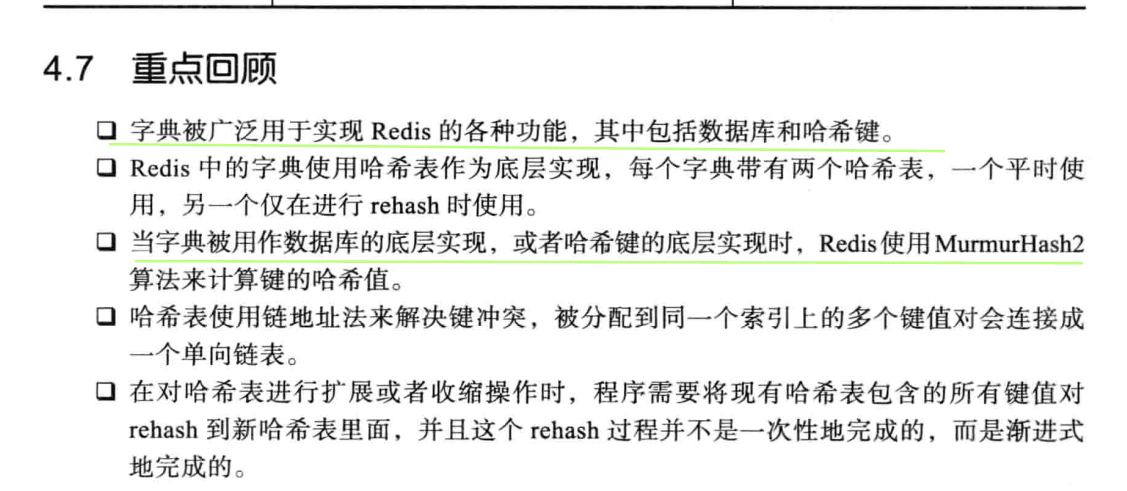 4.7 重点回顾
❑ 字典被广泛用于实现 Redis 的各种功能，其中包括数据库和哈希键。
❑ Redis 中的字典使用哈希表作为底层实现，每个字典带有两个哈希表，一个平时使
用，另一个仅在进行 rehash 时使用。
❑ 当字典被用作数据库的底层实现，或者哈希键的底层实现时，Redis 使用 MurmurHash2
算法来计算键的哈希值。
❑ 哈希表使用链地址法来解决键冲突，被分配到同一个索引上的多个键值对会连接成
一个单向链表。
❑ 在对哈希表进行扩展或者收缩操作时，程序需要将现有哈希表包含的所有键值对
rehash 到新哈希表里面，并且这个 rehash 过程并不是一次性地完成的，而是渐进式
地完成的。